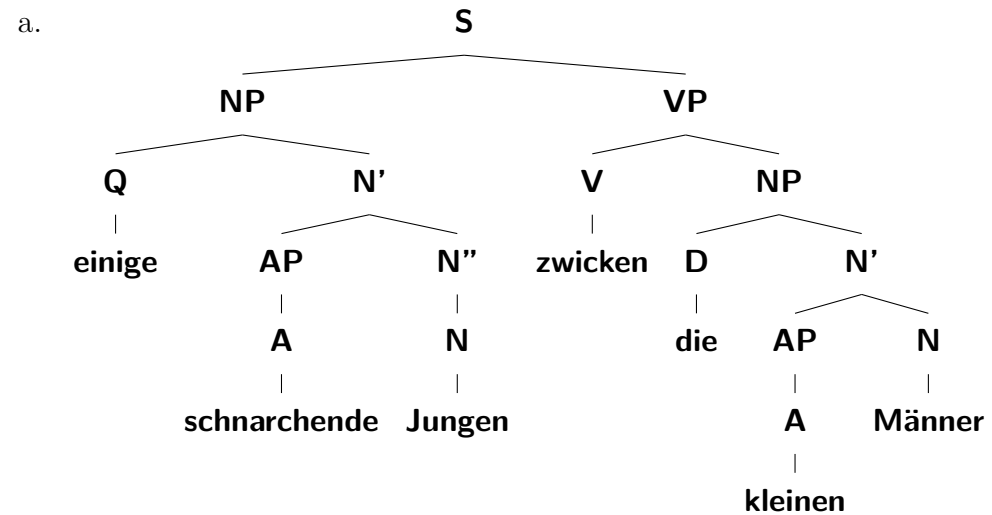 a.
S
NP VP
Q N’ V NP
einige AP N” zwicken D N’
A N die AP N
schnarchende Jungen A Männer
kleinen